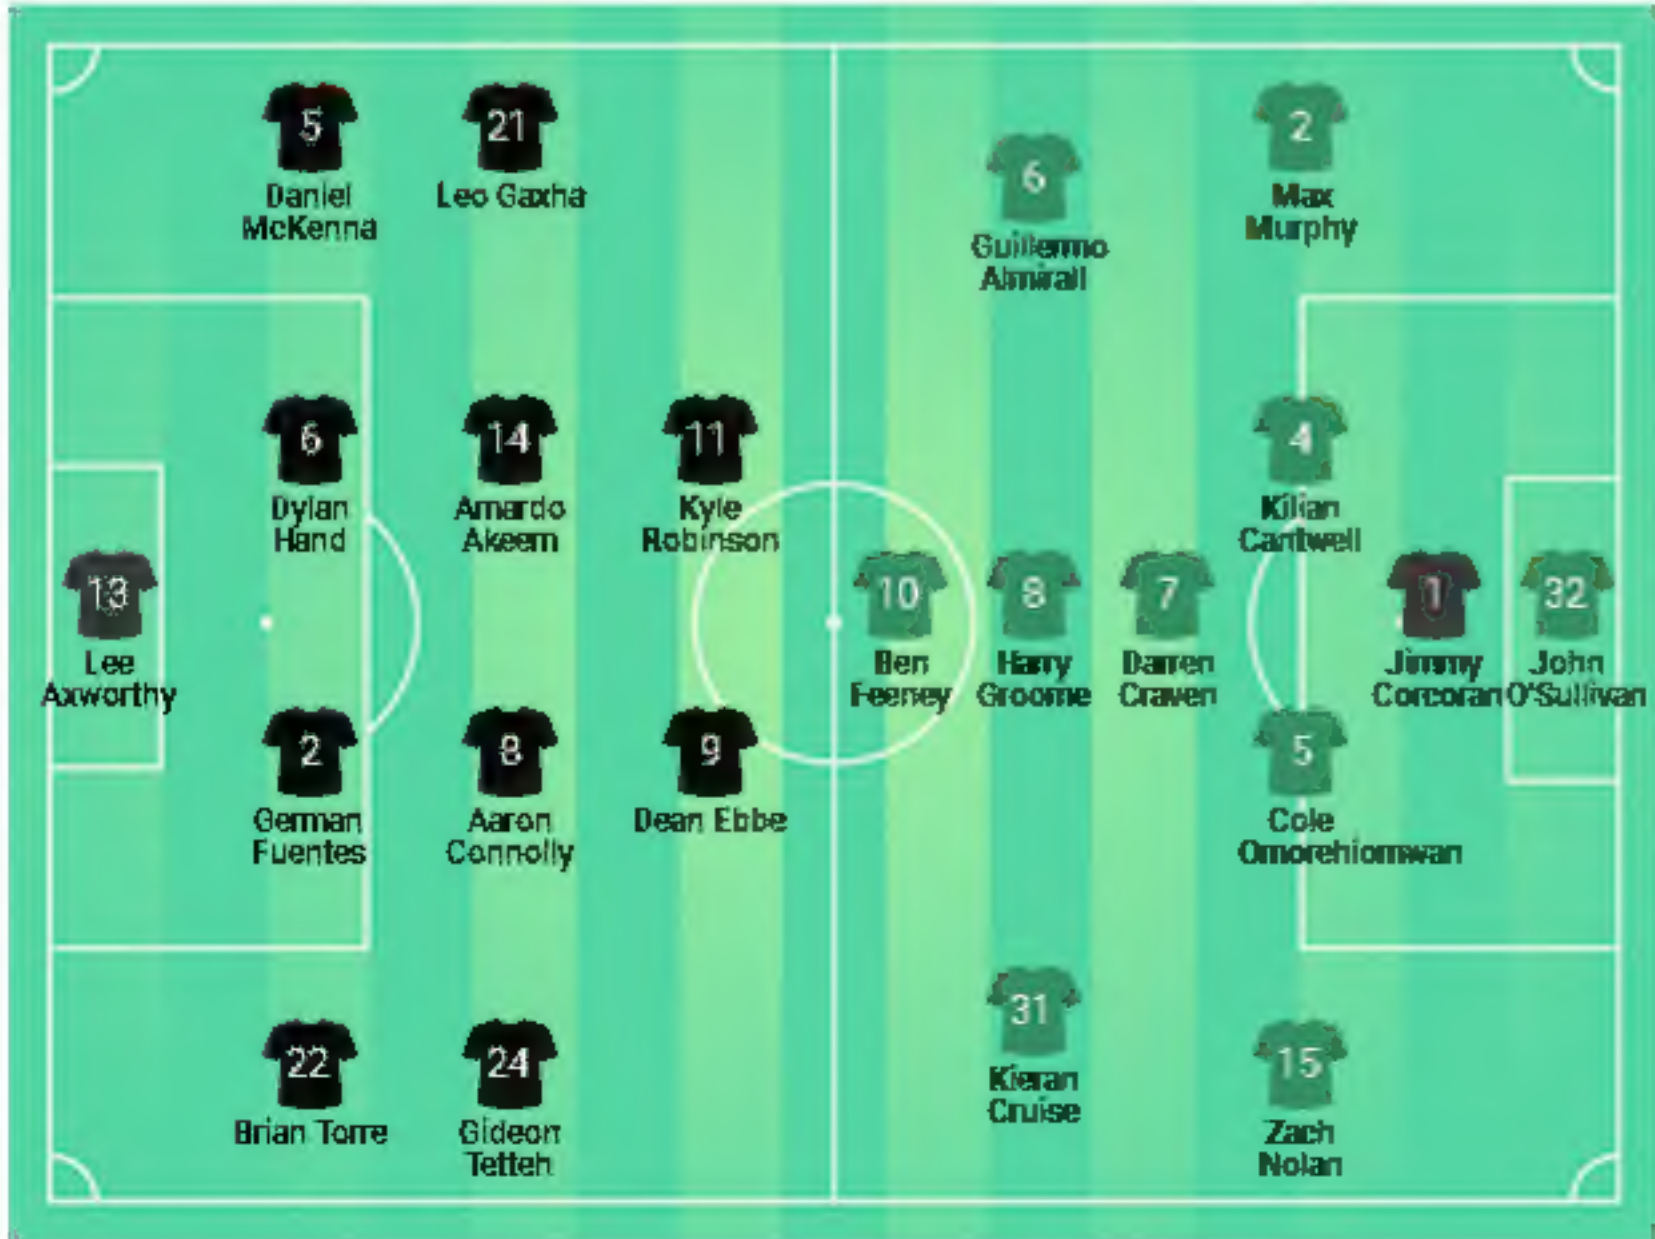 5
Daniel
McKenna
21
Leo Gaxha
6
Guillermo
Almirall
2
Max
Murphy
6
Dylan
Hand
14
Amardo
Akeem
11
Kyle
Robinson
4
Kilian
Cantwell
13
Lee
Axworthy
10
Ben
Feeney
8
Harry
Groome
7
Darren
Craven
1
Jimmy
Corcoran
32
John
O'Sullivan
2
German
Fuentes
8
Aaron
Connolly
9
Dean Ebbe
5
Cole
Omorehiomwan
22
Brian Torre
24
Gideon
Tetteh
31
Kieran
Cruise
15
Zach
Nolan